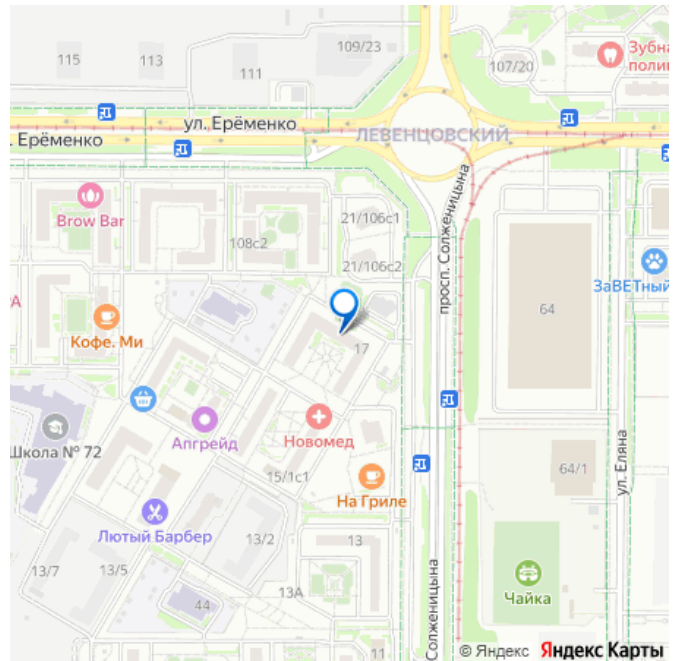 109/23
115
113
111
107/20
Зубна
полик
ул. Ерёменко
ЛЕВЕНЦОВСКИЙ
. Ерёменко
Brow Bar
108с2
21/106с1
21/106с2
просп. Солженицына
64
ЗаВЕТный
РА
Кофе. Ми
17
Апгрейд
Новомед
Школа № 72
15/1с1
На Гриле
64/1
ул. Еляна
Лютый Барбер
13/2
13
13/7
13/5
13А
44
Чайка
11
Солженицына
© Яндекс Яндекс Карты